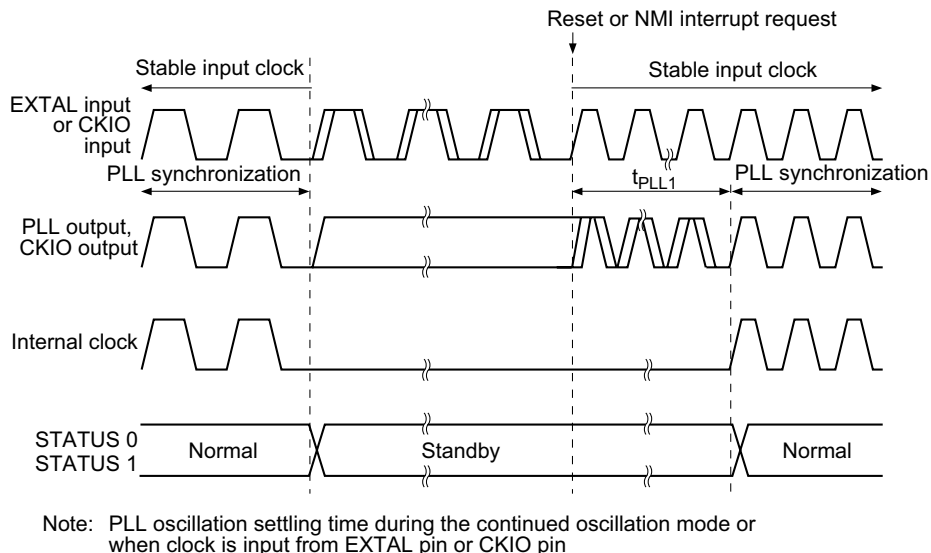 Reset or NMI interrupt request
Stable input clock
Stable input clock
EXTAL input
or CKIO
input
PLL synchronization
tPLL1
PLL synchronization
PLL output,
CKIO output
Internal clock
STATUS 0
STATUS 1
Normal
Standby
Normal
Note: PLL oscillation settling time during the continued oscillation mode or
when clock is input from EXTAL pin or CKIO pin